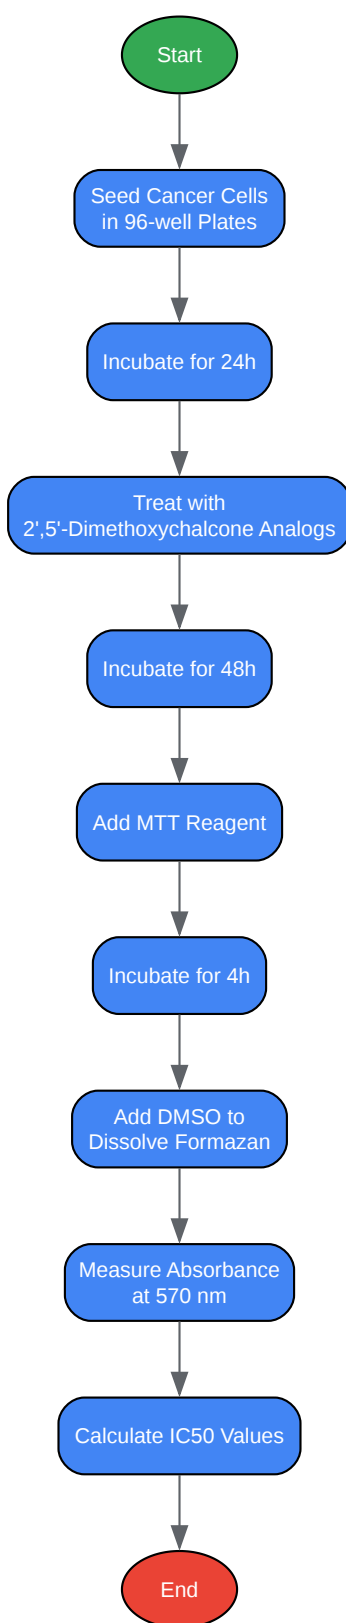 Start
Seed Cancer Cells
in 96-well Plates
Incubate for 24h
Treat with
2',5'-Dimethoxychalcone Analogs
Incubate for 48h
Add MTT Reagent
Incubate for 4h
Add DMSO to
Dissolve Formazan
Measure Absorbance
at 570 nm
Calculate IC50 Values
End